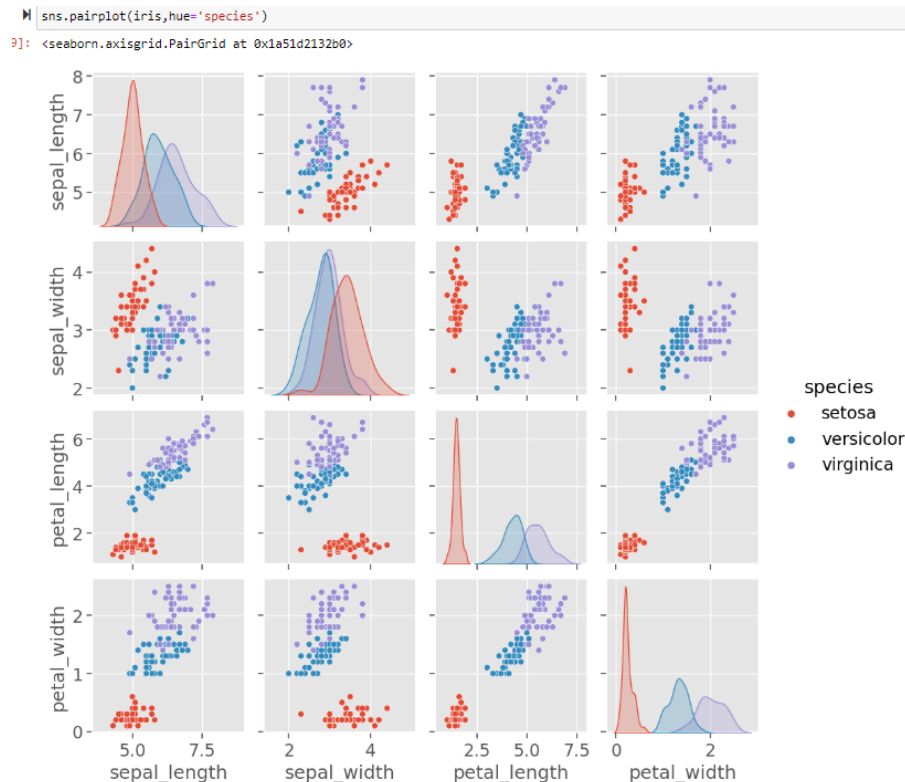 sns.pairplot(iris,hue='species')
9]: <seaborn.axisgrid.PairGrid at 0x1a51d2132b0>
8
7
6
5
sepal_length
4
3
2
sepal_width
6
4
2
petal_length
2
1
0
petal_width
5.0 7.5
sepal_length
2 4
sepal_width
2.5 5.0 7.5
petal_length
0 2
petal_width
species
setosa
versicolor
virginica